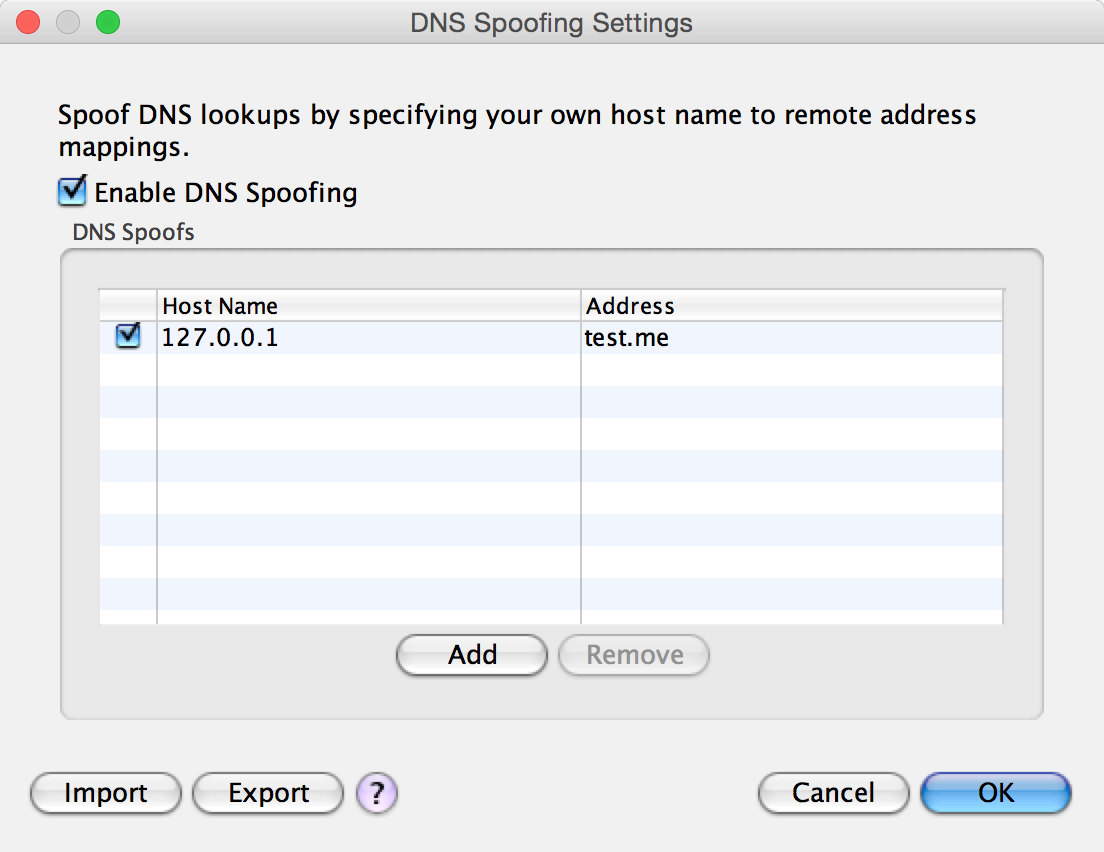 DNS Spoofing Settings
Spoof DNS lookups by specifying your own host name to remote address
mappings.
Enable DNS Spoofing
DNS Spoofs
Host Name Address
127.0.0.1 test.me
Add Remove
Import Export ? Cancel OK